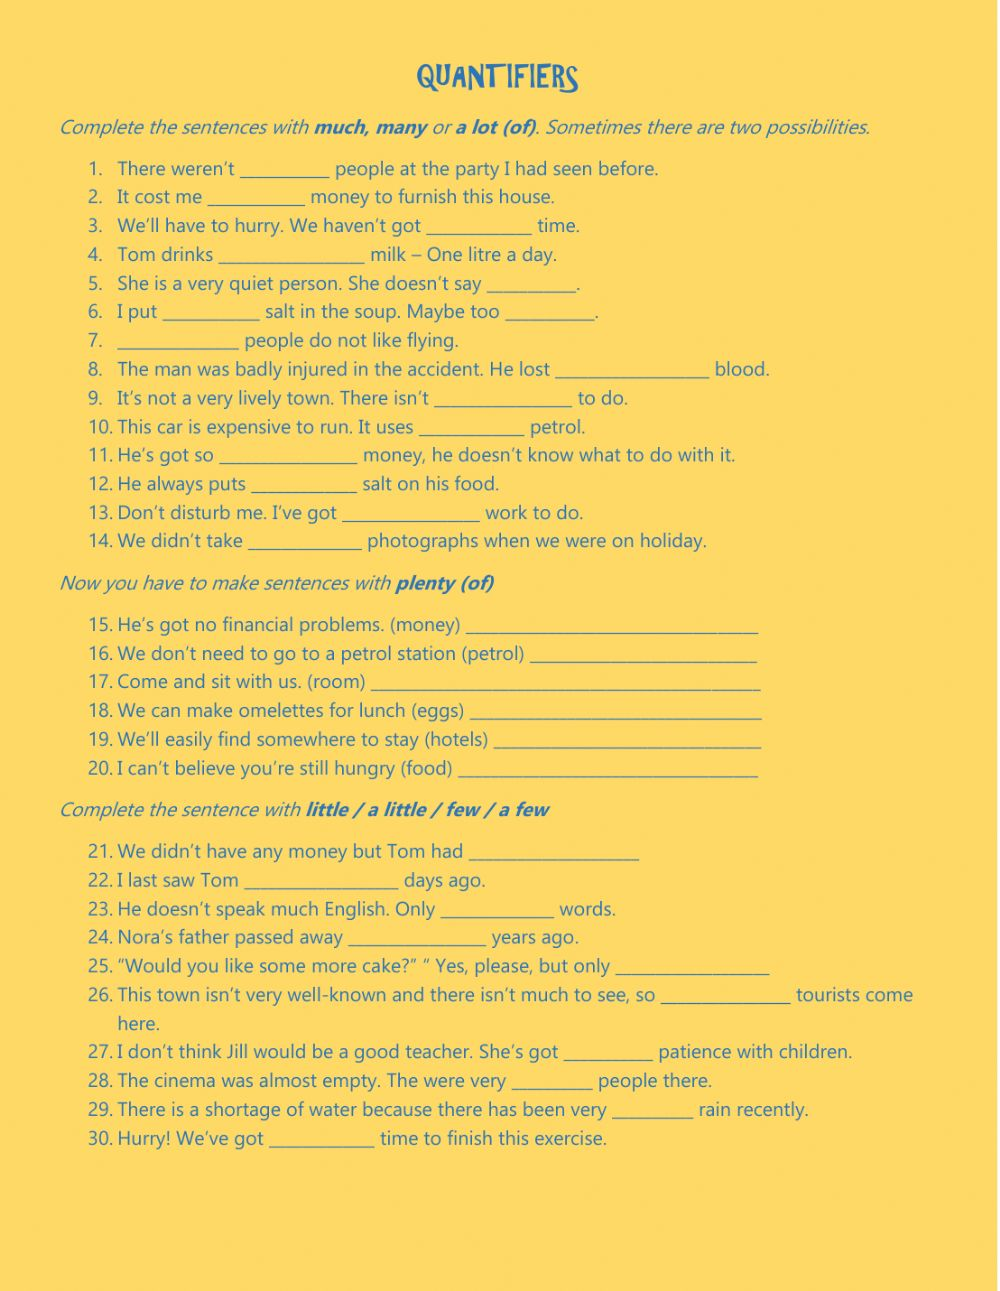 QUANTIFIERS
Complete the sentences with much, many or a lot (of). Sometimes there are two possibilities.
1. There weren’t __________ people at the party I had seen before.
2. It cost me ___________ money to furnish this house.
3. We’ll have to hurry. We haven’t got ____________ time.
4. Tom drinks _________________ milk – One litre a day.
5. She is a very quiet person. She doesn’t say __________.
6. I put ___________ salt in the soup. Maybe too __________.
7. ______________ people do not like flying.
8. The man was badly injured in the accident. He lost __________________ blood.
9. It’s not a very lively town. There isn’t ________________ to do.
10. This car is expensive to run. It uses ____________ petrol.
11. He’s got so ________________ money, he doesn’t know what to do with it.
12. He always puts ____________ salt on his food.
13. Don’t disturb me. I’ve got ________________ work to do.
14. We didn’t take _____________ photographs when we were on holiday.
Now you have to make sentences with plenty (of)
15. He’s got no financial problems. (money) __________________________________
16. We don’t need to go to a petrol station (petrol) __________________________
17. Come and sit with us. (room) _____________________________________________
18. We can make omelettes for lunch (eggs) __________________________________
19. We’ll easily find somewhere to stay (hotels) _______________________________
20. I can’t believe you’re still hungry (food) ___________________________________
Complete the sentence with little / a little / few / a few
21. We didn’t have any money but Tom had ____________________
22. I last saw Tom __________________ days ago.
23. He doesn’t speak much English. Only _____________ words.
24. Nora’s father passed away ________________ years ago.
25. “Would you like some more cake?” “ Yes, please, but only __________________
26. This town isn’t very well-known and there isn’t much to see, so _______________ tourists come
here.
27. I don’t think Jill would be a good teacher. She’s got __________ patience with children.
28. The cinema was almost empty. The were very _________ people there.
29. There is a shortage of water because there has been very _________ rain recently.
30. Hurry! We’ve got ____________ time to finish this exercise.